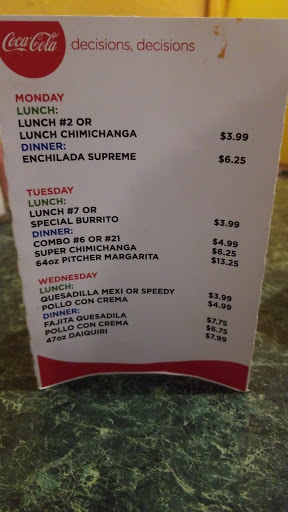 Coca-Cola
decisions, decisions
MONDAY
LUNCH:
LUNCH #2 OR
LUNCH CHIMICHANGA $3.99
DINNER:
ENCHILADA SUPREME $6.25
TUESDAY
LUNCH:
LUNCH #7 OR
SPECIAL BURRITO $3.99
DINNER:
COMBO #6 OR #21 $4.99
SUPER CHIMICHANGA $6.25
64oz PITCHER MARGARITA $13.25
WEDNESDAY
LUNCH:
QUESADILLA MEXI OR SPEEDY $3.99
POLLO CON CREMA $4.99
DINNER:
FAJITA QUESADILA $7.75
POLLO CON CREMA $6.75
47oz DAIQUIRI $7.99